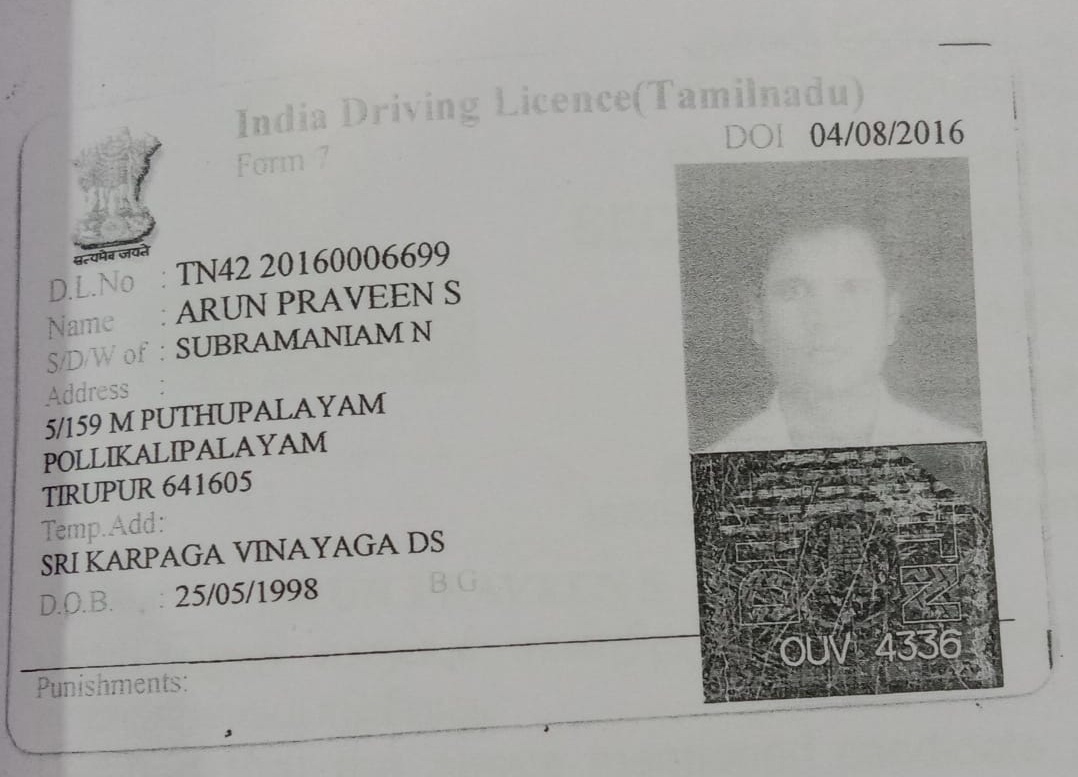 India Driving Licence(Tamilnadu)
Form 7
DOI 04/08/2016
सत्यमेव जयते
D.L.No : TN42 20160006699
Name : ARUN PRAVEEN S
S/D/W of : SUBRAMANIAM N
Address :
5/159 M PUTHUPALAYAM
POLLIKALIPALAYAM
TIRUPUR 641605
Temp.Add:
SRI KARPAGA VINAYAGA DS
D.O.B. : 25/05/1998 B G
OUV 4336
Punishments: